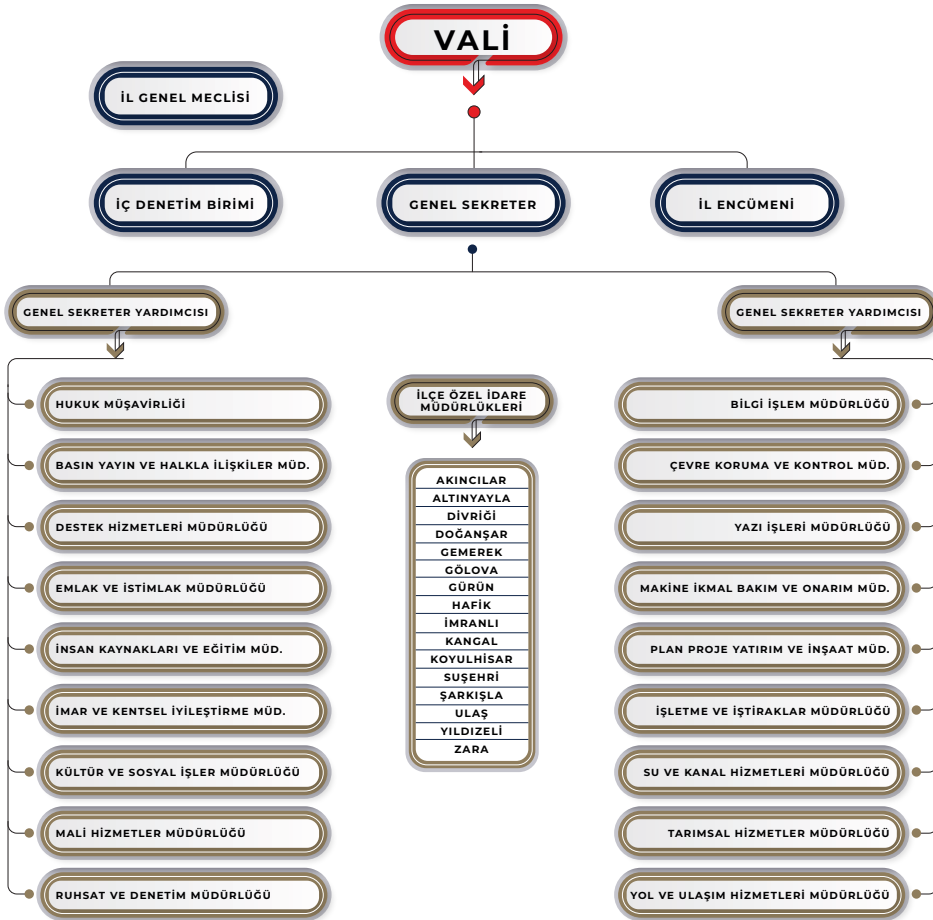 VALİ
İL GENEL MECLİSİ
İÇ DENETİM BİRİMİ
GENEL SEKRETER
İL ENCÜMENİ
GENEL SEKRETER YARDIMCISI
GENEL SEKRETER YARDIMCISI
HUKUK MÜŞAVİRLİĞİ
BASIN YAYIN VE HALKLA İLİŞKİLER MÜD.
DESTEK HİZMETLERİ MÜDÜRLÜĞÜ
EMLAK VE İSTİMLAK MÜDÜRLÜĞÜ
İNSAN KAYNAKLARI VE EĞİTİM MÜD.
İMAR VE KENTSEL İYİLEŞTİRME MÜD.
KÜLTÜR VE SOSYAL İŞLER MÜDÜRLÜĞÜ
MALİ HİZMETLER MÜDÜRLÜĞÜ
RUHSAT VE DENETİM MÜDÜRLÜĞÜ
İLÇE ÖZEL İDARE
MÜDÜRLÜKLERİ
AKINCILAR
ALTINYAYLA
DİVRİĞİ
DOĞANŞAR
GEMEREK
GÖLOVA
GÜRÜN
HAFİK
İMRANLI
KANGAL
KOYULHİSAR
SUŞEHRİ
ŞARKIŞLA
ULAŞ
YILDIZELİ
ZARA
BİLGİ İŞLEM MÜDÜRLÜĞÜ
ÇEVRE KORUMA VE KONTROL MÜD.
YAZI İŞLERİ MÜDÜRLÜĞÜ
MAKİNE İKMAL BAKIM VE ONARIM MÜD.
PLAN PROJE YATIRIM VE İNŞAAT MÜD.
İŞLETME VE İŞTİRAKLAR MÜDÜRLÜĞÜ
SU VE KANAL HİZMETLERİ MÜDÜRLÜĞÜ
TARIMSAL HİZMETLER MÜDÜRLÜĞÜ
YOL VE ULAŞIM HİZMETLERİ MÜDÜRLÜĞÜ